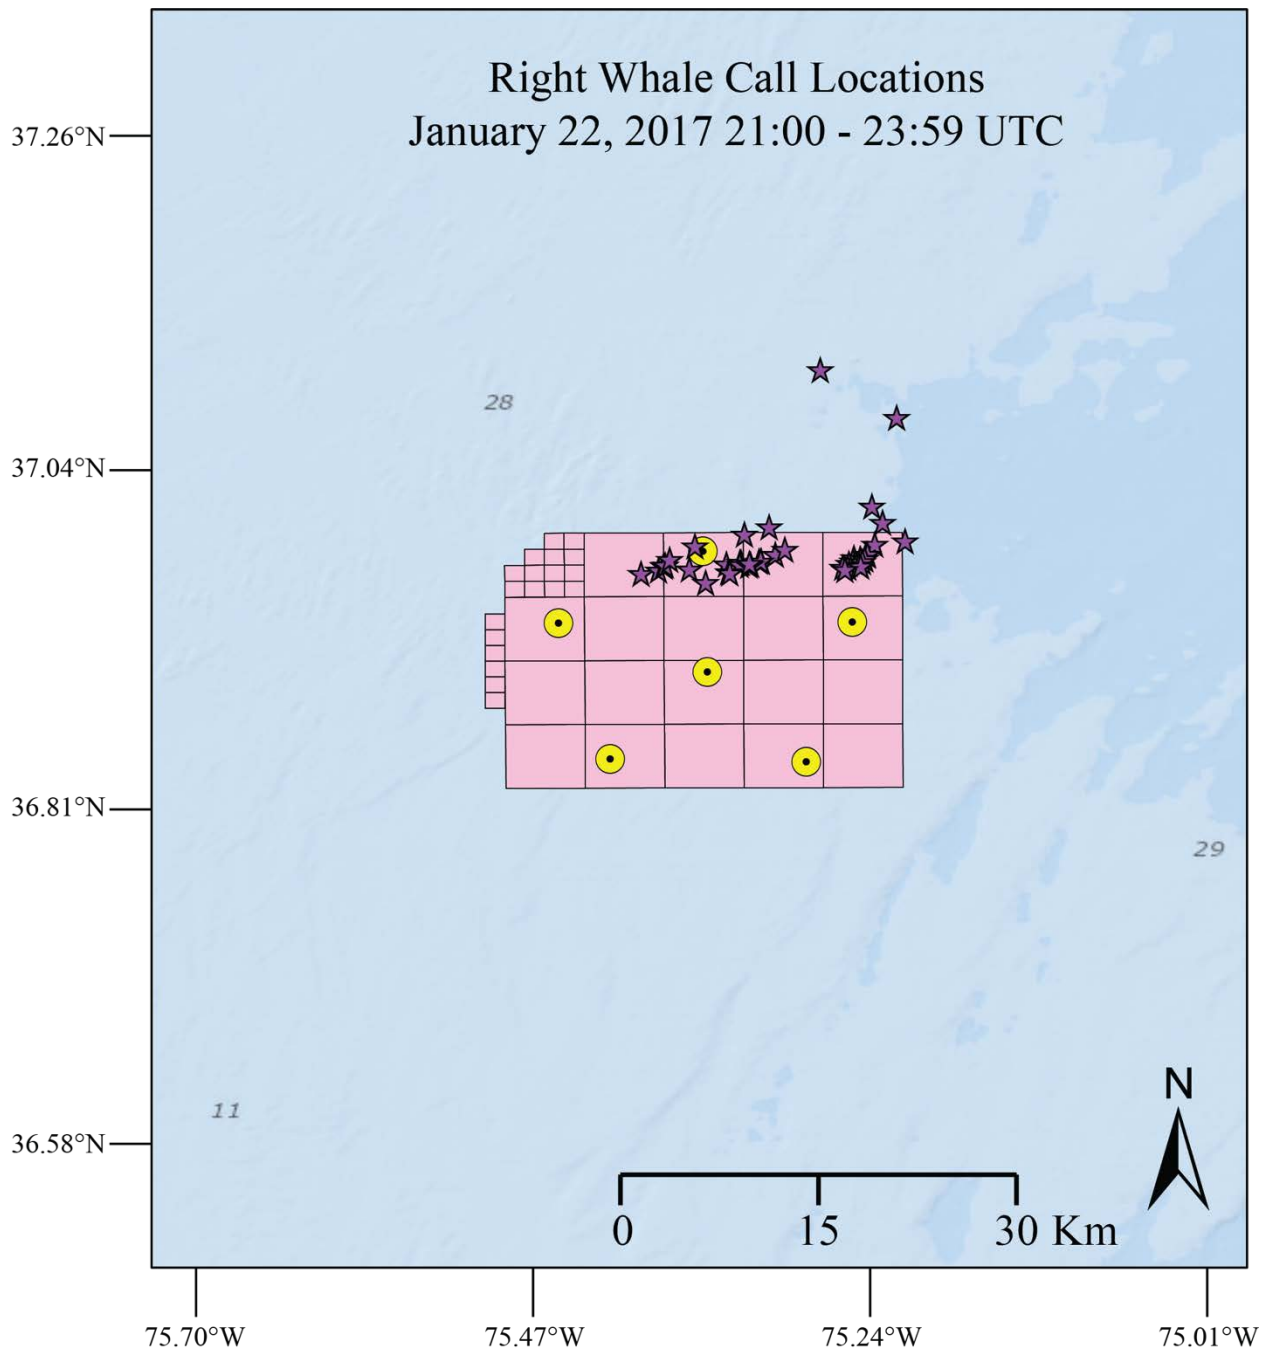 Right Whale Call Locations
January 22, 2017 21:00 - 23:59 UTC
37.26°N
28
37.04°N
36.81°N
29
N
11
36.58°N
0 15 30 Km
75.70°W 75.47°W 75.24°W 75.01°W